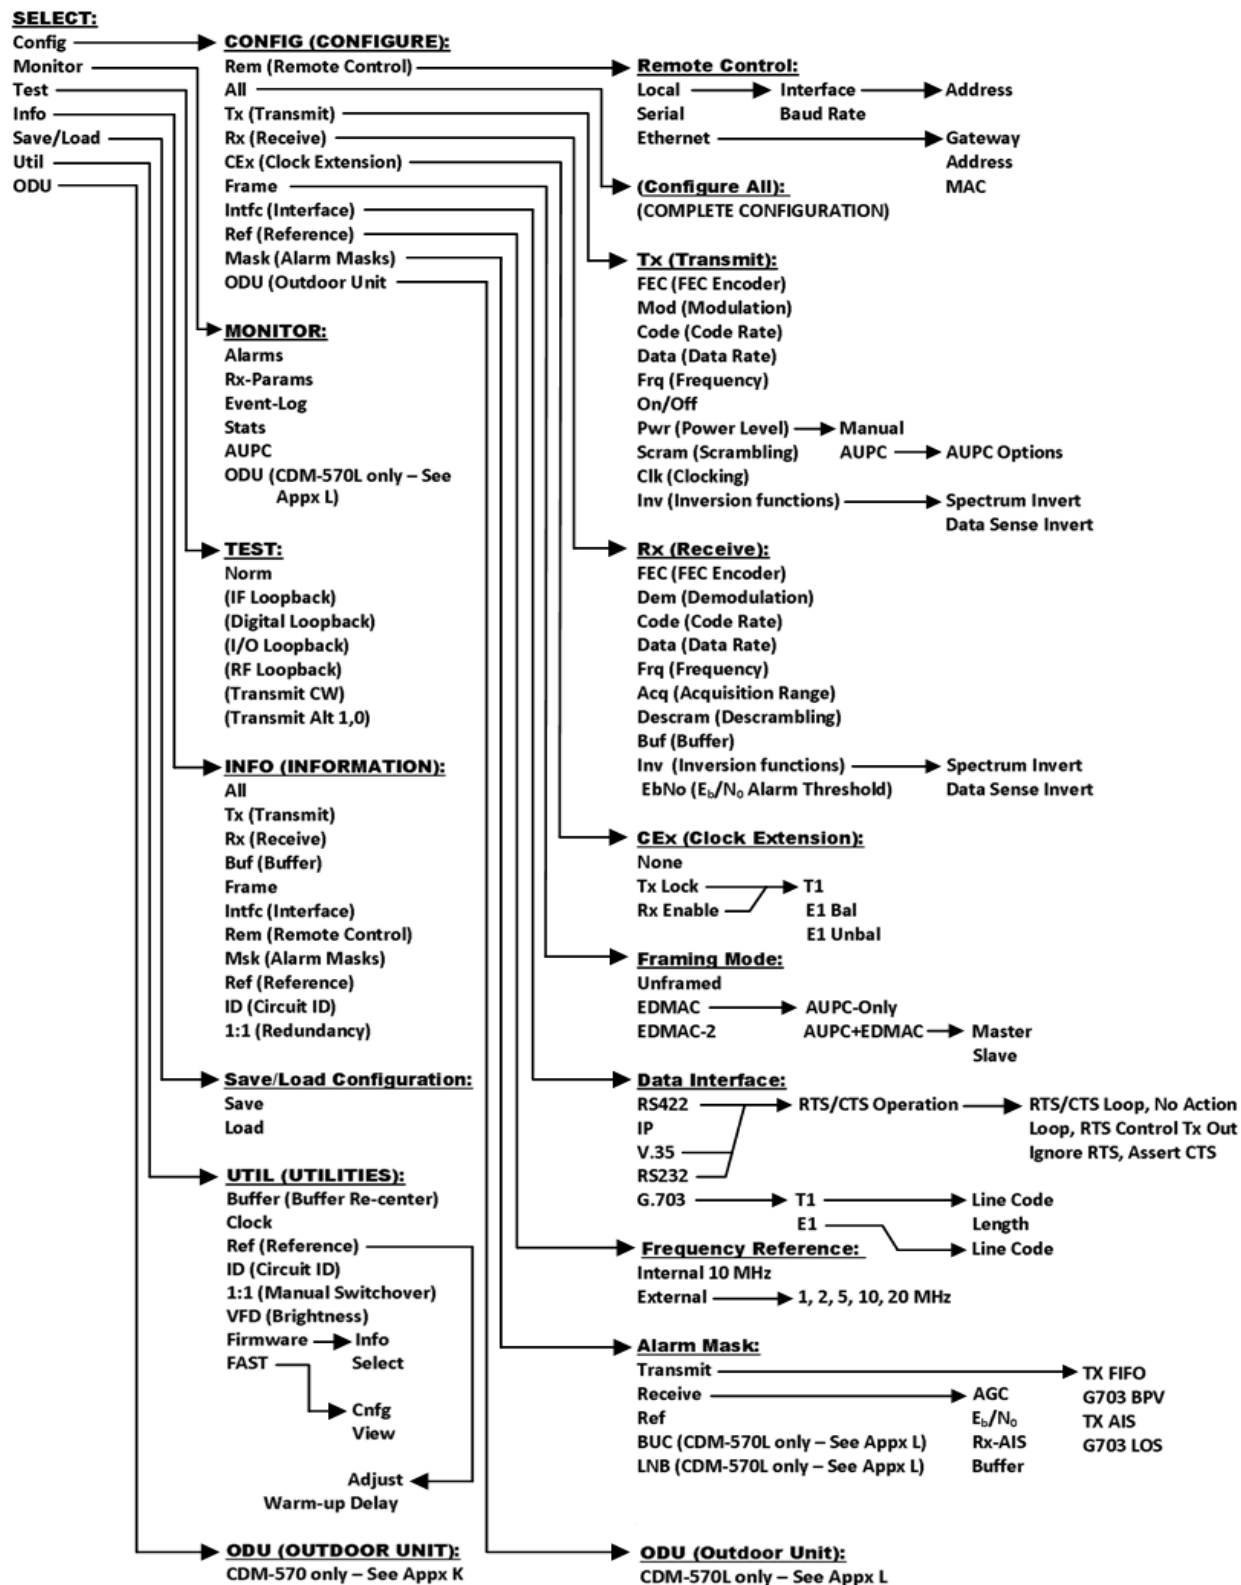 SELECT:
Config
Monitor
Test
Info
Save/Load
Util
ODU
CONFIG (CONFIGURE):
Rem (Remote Control)
All
Tx (Transmit)
Rx (Receive)
CEx (Clock Extension)
Frame
Intfc (Interface)
Ref (Reference)
Mask (Alarm Masks)
ODU (Outdoor Unit
MONITOR:
Alarms
Rx-Params
Event-Log
Stats
AUPC
ODU (CDM-570L only – See
Appx L)
TEST:
Norm
(IF Loopback)
(Digital Loopback)
(I/O Loopback)
(RF Loopback)
(Transmit CW)
(Transmit Alt 1,0)
INFO (INFORMATION):
All
Tx (Transmit)
Rx (Receive)
Buf (Buffer)
Frame
Intfc (Interface)
Rem (Remote Control)
Msk (Alarm Masks)
Ref (Reference)
ID (Circuit ID)
1:1 (Redundancy)
Save/Load Configuration:
Save
Load
UTIL (UTILITIES):
Buffer (Buffer Re-center)
Clock
Ref (Reference)
ID (Circuit ID)
1:1 (Manual Switchover)
VFD (Brightness)
Firmware Info
FAST Select
Cnfg
View
Adjust
Warm-up Delay
ODU (OUTDOOR UNIT):
CDM-570 only – See Appx K
Remote Control:
Local Interface Address
Serial Baud Rate
Ethernet Gateway
Address
MAC
(Configure All):
(COMPLETE CONFIGURATION)
Tx (Transmit):
FEC (FEC Encoder)
Mod (Modulation)
Code (Code Rate)
Data (Data Rate)
Frq (Frequency)
On/Off
Pwr (Power Level) Manual
Scram (Scrambling) AUPC AUPC Options
Clk (Clocking)
Inv (Inversion functions) Spectrum Invert
Data Sense Invert
Rx (Receive):
FEC (FEC Encoder)
Dem (Demodulation)
Code (Code Rate)
Data (Data Rate)
Frq (Frequency)
Acq (Acquisition Range)
Descram (Descrambling)
Buf (Buffer)
Inv (Inversion functions) Spectrum Invert
EbNo (Eb/N0 Alarm Threshold) Data Sense Invert
CEx (Clock Extension):
None
Tx Lock T1
Rx Enable E1 Bal
E1 Unbal
Framing Mode:
Unframed
EDMAC AUPC-Only
EDMAC-2 AUPC+EDMAC Master
Slave
Data Interface:
RS422 RTS/CTS Operation RTS/CTS Loop, No Action
IP Loop, RTS Control Tx Out
V.35 Ignore RTS, Assert CTS
RS232
G.703 T1 Line Code
E1 Length
Line Code
Frequency Reference:
Internal 10 MHz
External 1, 2, 5, 10, 20 MHz
Alarm Mask:
Transmit TX FIFO
Receive AGC G703 BPV
Ref Eb/N0 TX AIS
BUC (CDM-570L only – See Appx L) Rx-AIS G703 LOS
LNB (CDM-570L only – See Appx L) Buffer
ODU (Outdoor Unit):
CDM-570L only – See Appx L